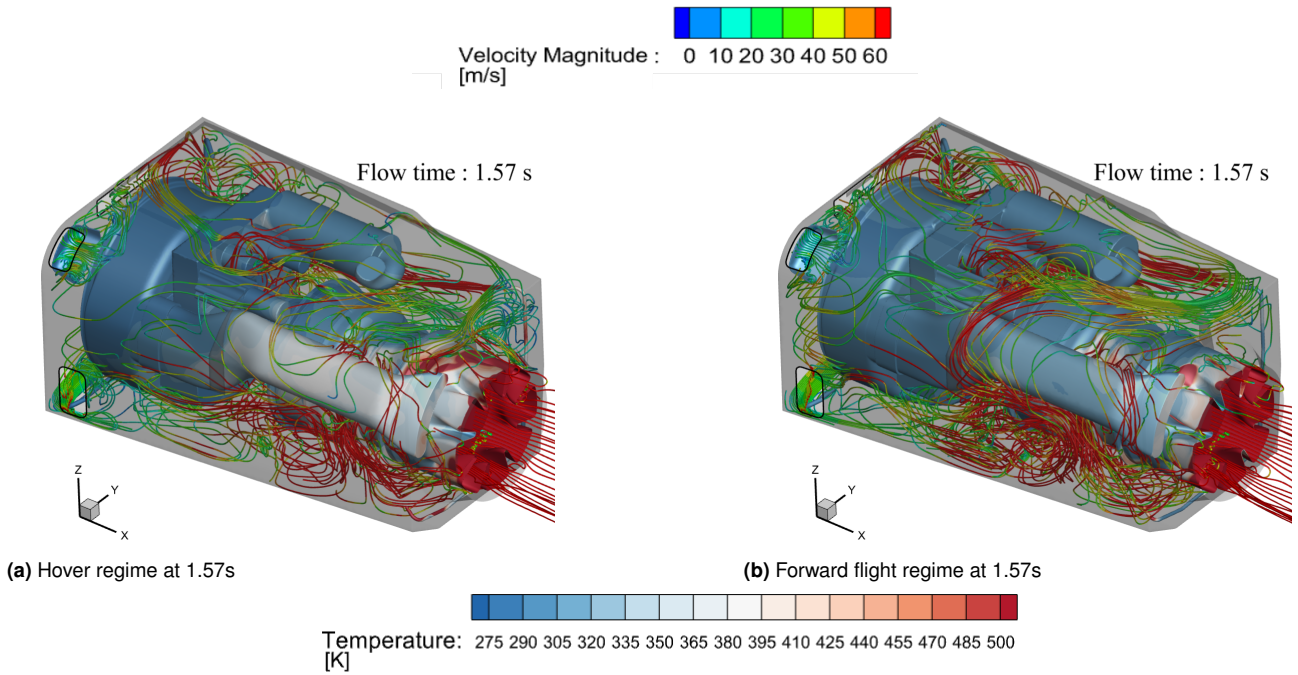 Velocity Magnitude : 0 10 20 30 40 50 60
[m/s]
Flow time : 1.57 s
Flow time : 1.57 s
Z
Y
X
Z
Y
X
(a) Hover regime at 1.57s
(b) Forward flight regime at 1.57s
Temperature: 275 290 305 320 335 350 365 380 395 410 425 440 455 470 485 500
[K]